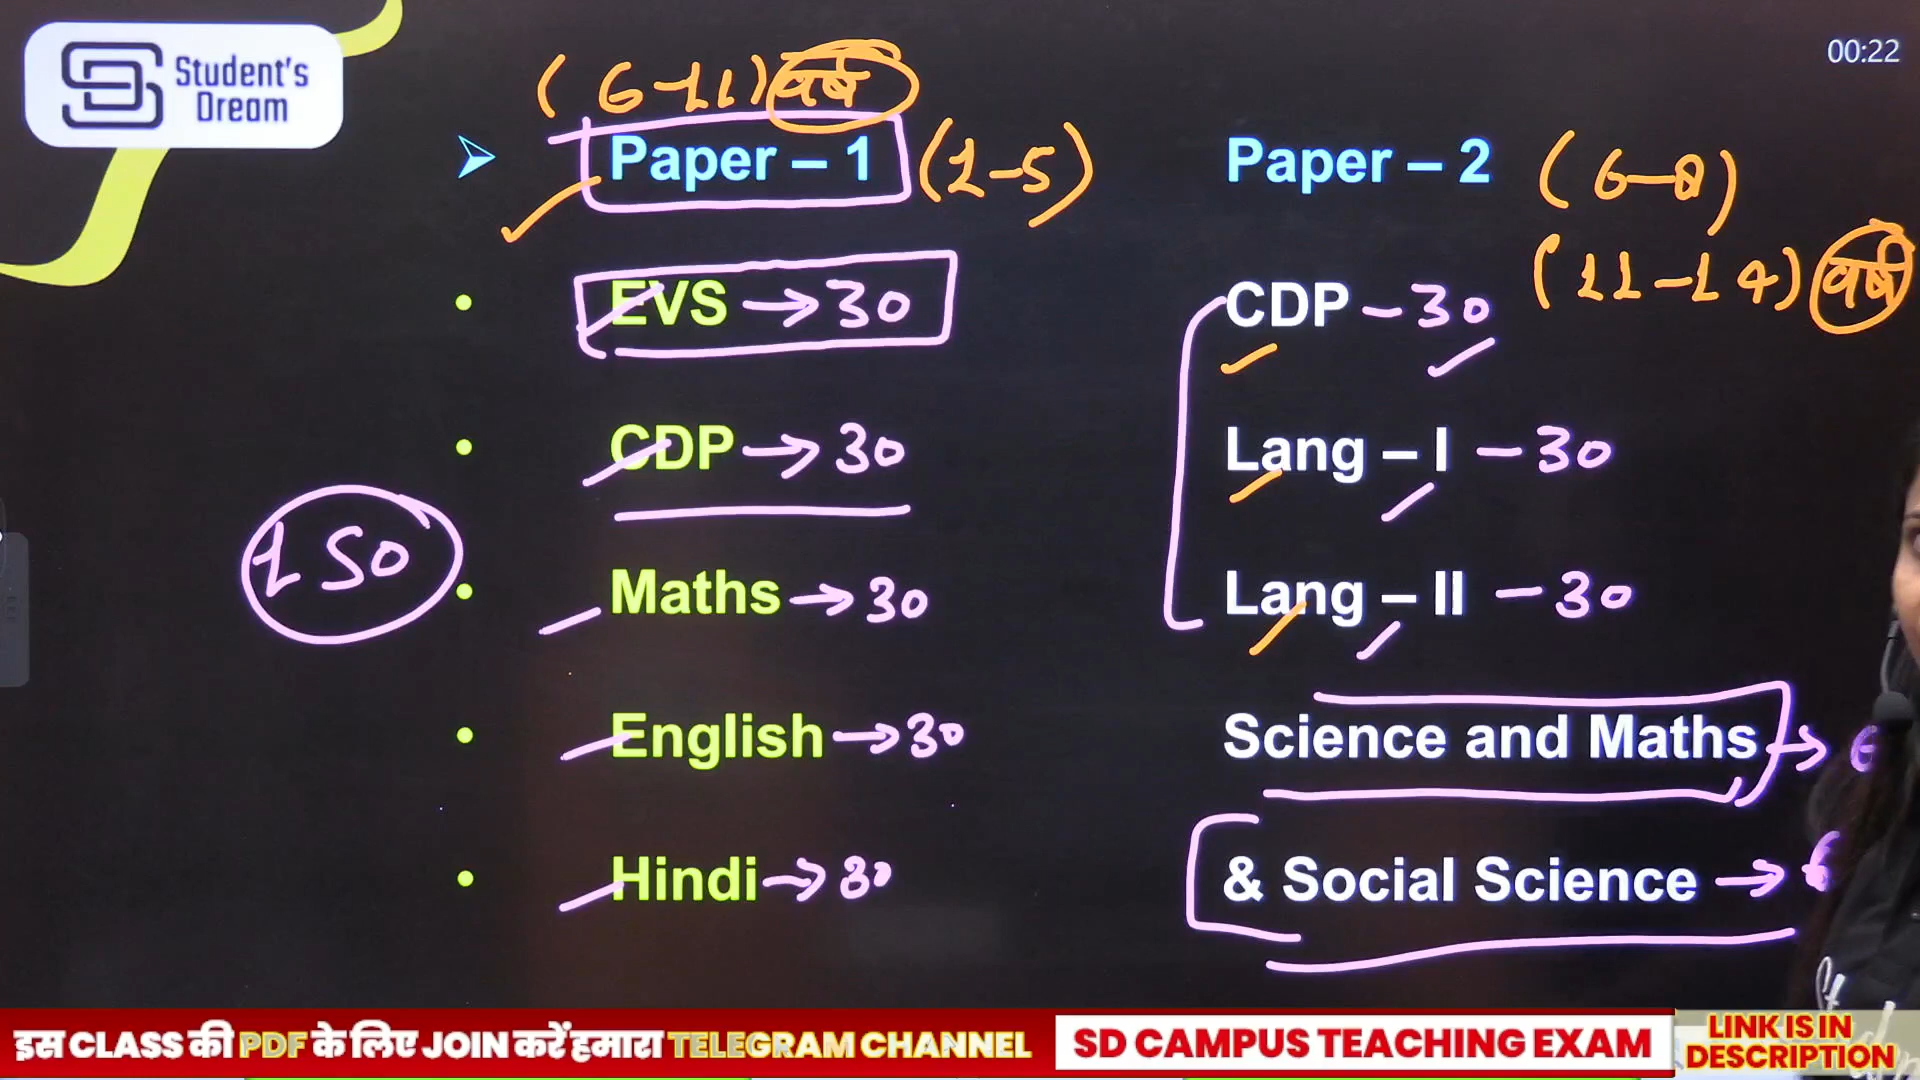 Student's
Dream
00:22
(6-11) वर्ष
Paper – 1 (1-5)
Paper – 2 (6-8)
(11-14) वर्ष
EVS → 30
CDP – 30
CDP → 30
Lang – I – 30
150
Maths → 30
Lang – II – 30
English → 30
Science and Maths → 6
Hindi → 30
& Social Science → 6
इस CLASS की PDF के लिए JOIN करें हमारा TELEGRAM CHANNEL
SD CAMPUS TEACHING EXAM
LINK IS IN
DESCRIPTION